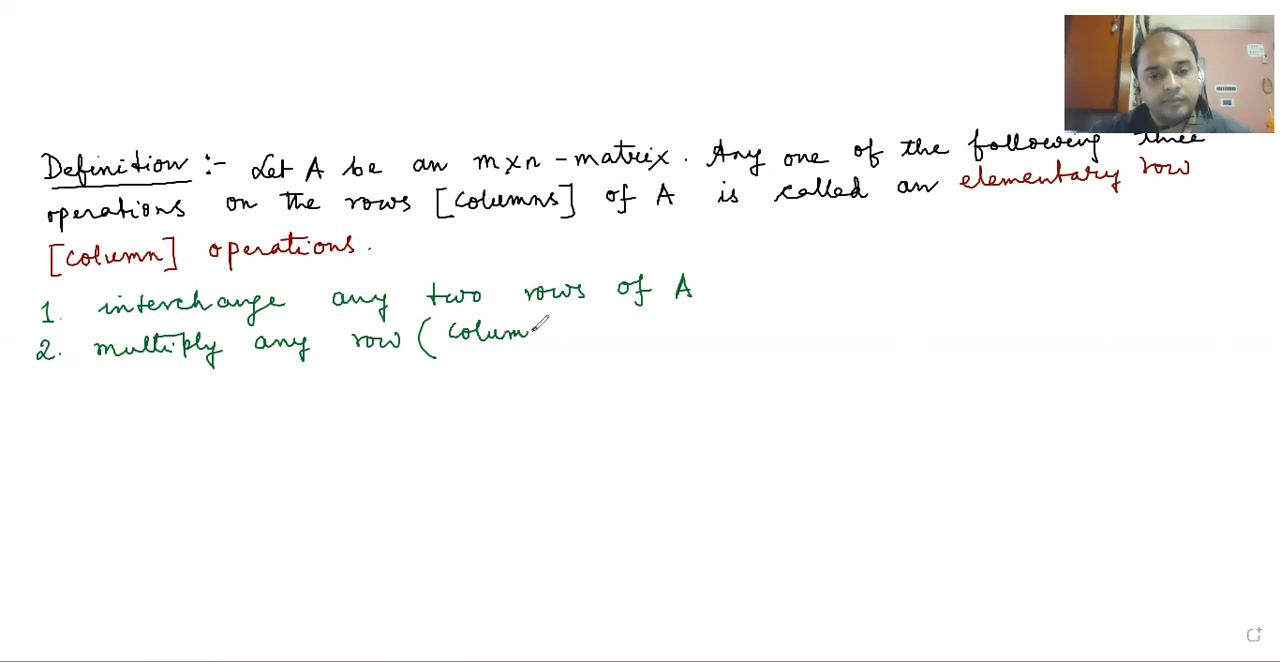 Definition :- Let A be an m×n-matrix. Any one of the following three
operations on the rows [columns] of A is called an elementary row
[column] operations.
1. interchange any two rows of A
2. multiply any row (colum